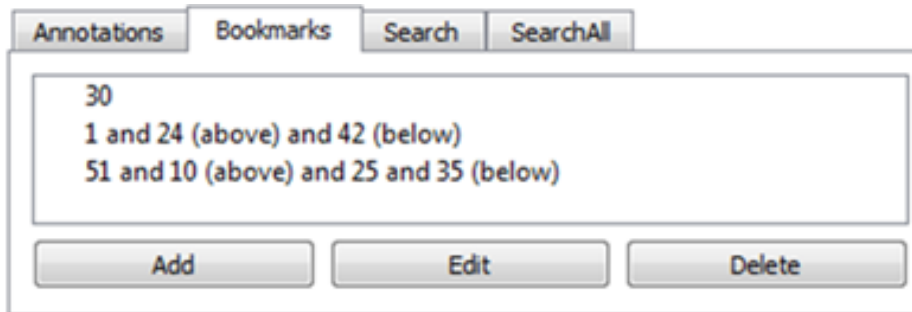 Annotations Bookmarks Search SearchAll
30
1 and 24 (above) and 42 (below)
51 and 10 (above) and 25 and 35 (below)
Add Edit Delete